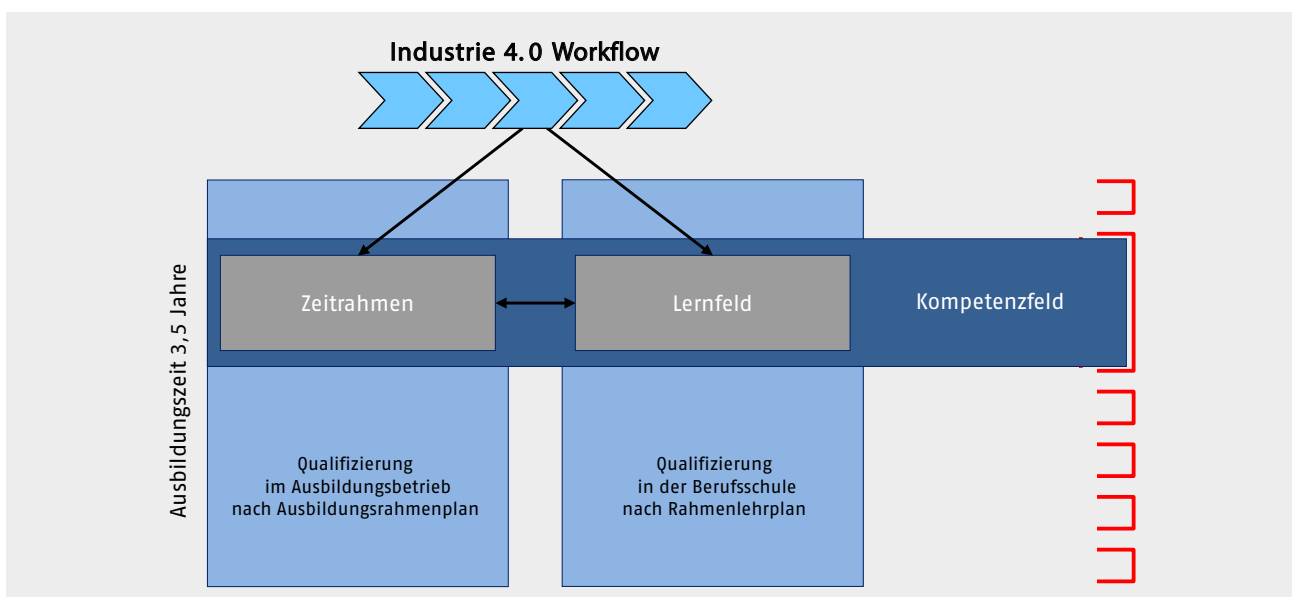 Industrie 4.0 Workflow
Ausbildungszeit 3,5 Jahre
Zeitrahmen
Lernfeld
Kompetenzfeld
Qualifizierung
im Ausbildungsbetrieb
nach Ausbildungsrahmenplan
Qualifizierung
in der Berufsschule
nach Rahmenlehrplan